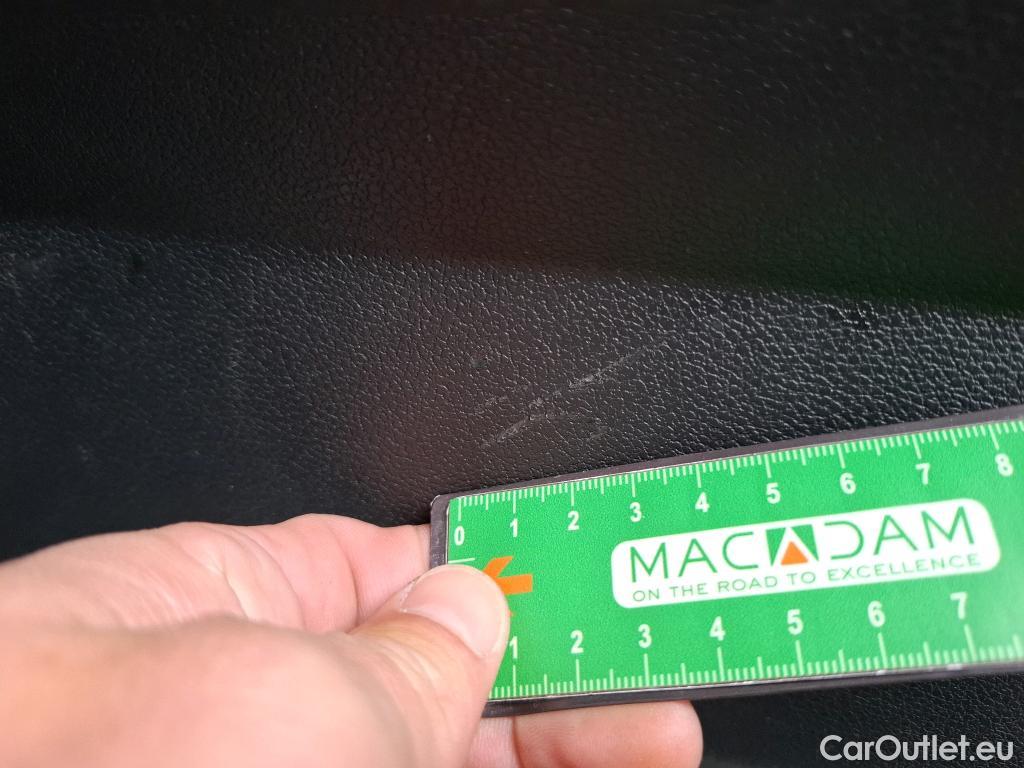 0 1 2 3 4 5 6 7 8
MACADAM
ON THE ROAD TO EXCELLENCE
1 2 3 4 5 6 7
CarOutlet.eu